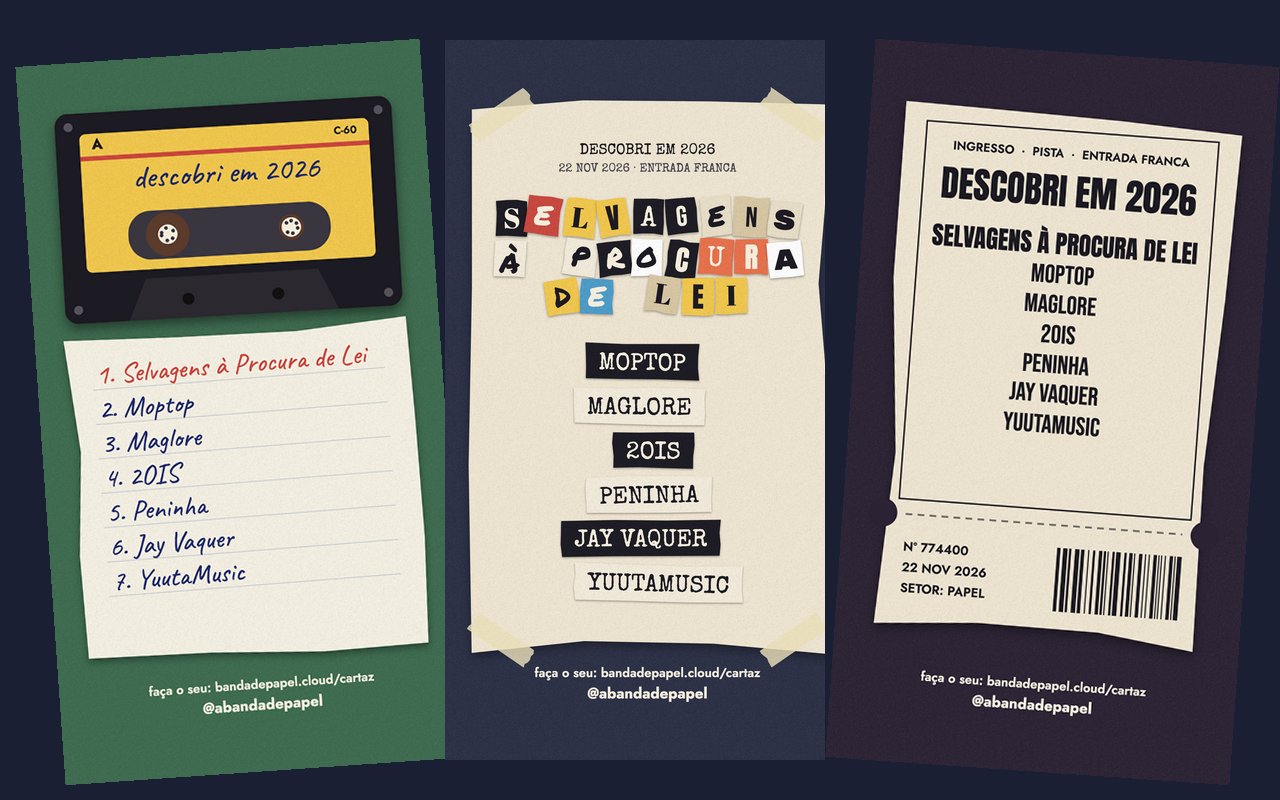 A
C-60
descobri em 2026
1. Selvagens à Procura de Lei
2. Moptop
3. Maglore
4. 2OIS
5. Peninha
6. Jay Vaquer
7. YuutaMusic
faça o seu: bandadepapel.cloud/cartaz
@abandadepapel
DESCOBRI EM 2026
22 NOV 2026 · ENTRADA FRANCA
SELVAGENS
À PROCURA
DE LEI
MOPTOP
MAGLORE
2OIS
PENINHA
JAY VAQUER
YUUTAMUSIC
faça o seu: bandadepapel.cloud/cartaz
@abandadepapel
INGRESSO · PISTA · ENTRADA FRANCA
DESCOBRI EM 2026
SELVAGENS À PROCURA DE LEI
MOPTOP
MAGLORE
2OIS
PENINHA
JAY VAQUER
YUUTAMUSIC
Nº 774400
22 NOV 2026
SETOR: PAPEL
faça o seu: bandadepapel.cloud/cartaz
@abandadepapel